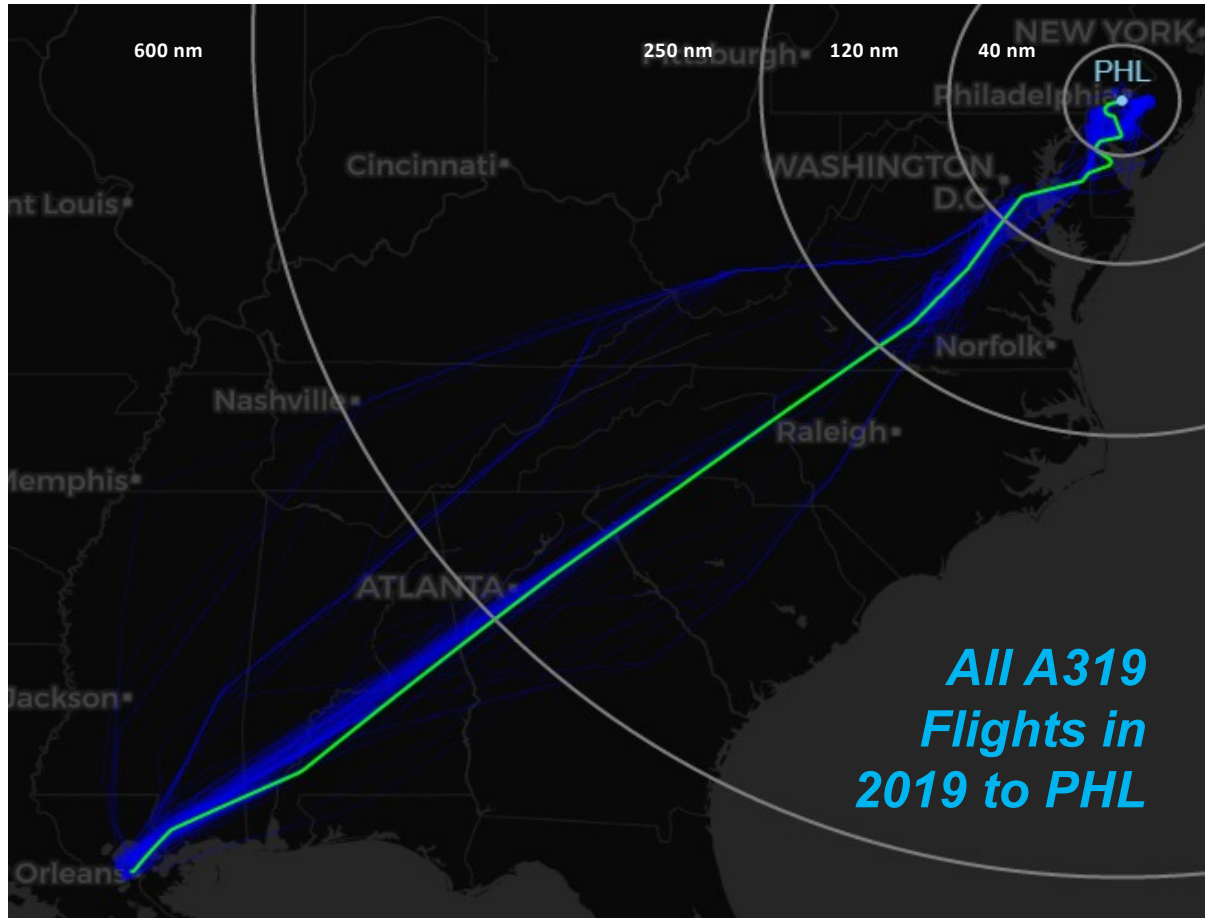 600 nm
250 nm
120 nm
40 nm
NEW YORK
Pittsburgh
PHL
Philadelphia
Cincinnati
WASHINGTON
D.C.
nt Louis
Norfolk
Nashville
Raleigh
Memphis
ATLANTA
Jackson
All A319
Flights in
2019 to PHL
Orleans